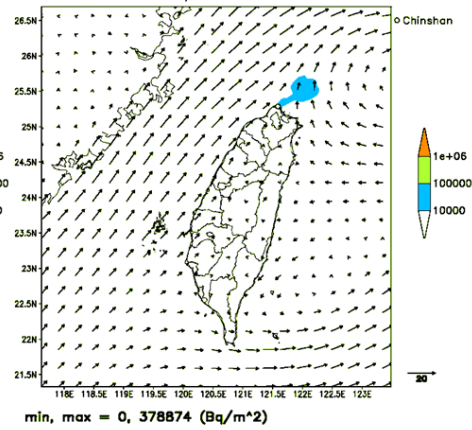 26.5N
Chinshan
26N
25.5N
25N
24.5N
24N
23.5N
23N
22.5N
22N
21.5N
1e+06
100000
10000
118E 118.5E 119E 119.5E 120E 120.5E 121E 121.5E 122E 122.5E 123E
20
min, max = 0, 378874 (Bq/m^2)